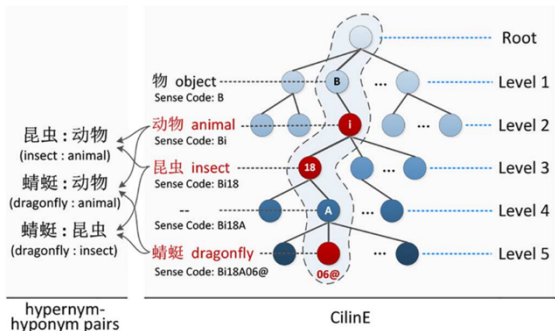 Root
物 object
Sense Code: B
B
...
Level 1
动物 animal
Sense Code: Bi
i
...
Level 2
昆虫 insect
Sense Code: Bi18
18
...
Level 3
--
Sense Code: Bi18A
A
...
Level 4
蜻蜓 dragonfly
Sense Code: Bi18A06@
06@
...
Level 5
昆虫 : 动物
(insect : animal)
蜻蜓 : 动物
(dragonfly : animal)
蜻蜓 : 昆虫
(dragonfly : insect)
hypernym-
hyponym pairs
CilinE